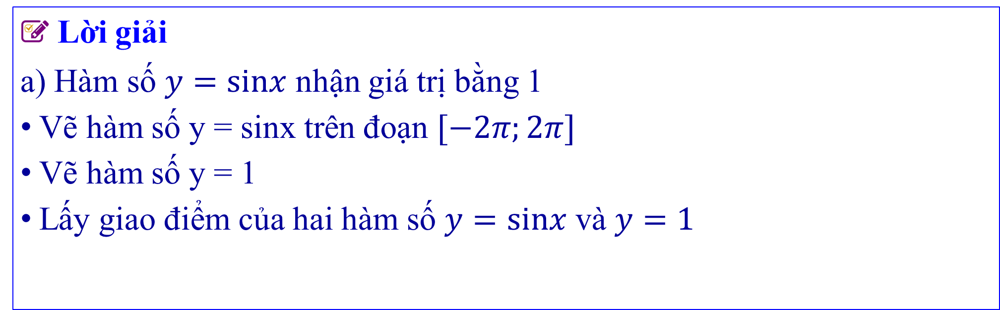 Lời giải
a) Hàm số y = sinx nhận giá trị bằng 1
• Vẽ hàm số y = sinx trên đoạn [−2π; 2π]
• Vẽ hàm số y = 1
• Lấy giao điểm của hai hàm số y = sinx và y = 1